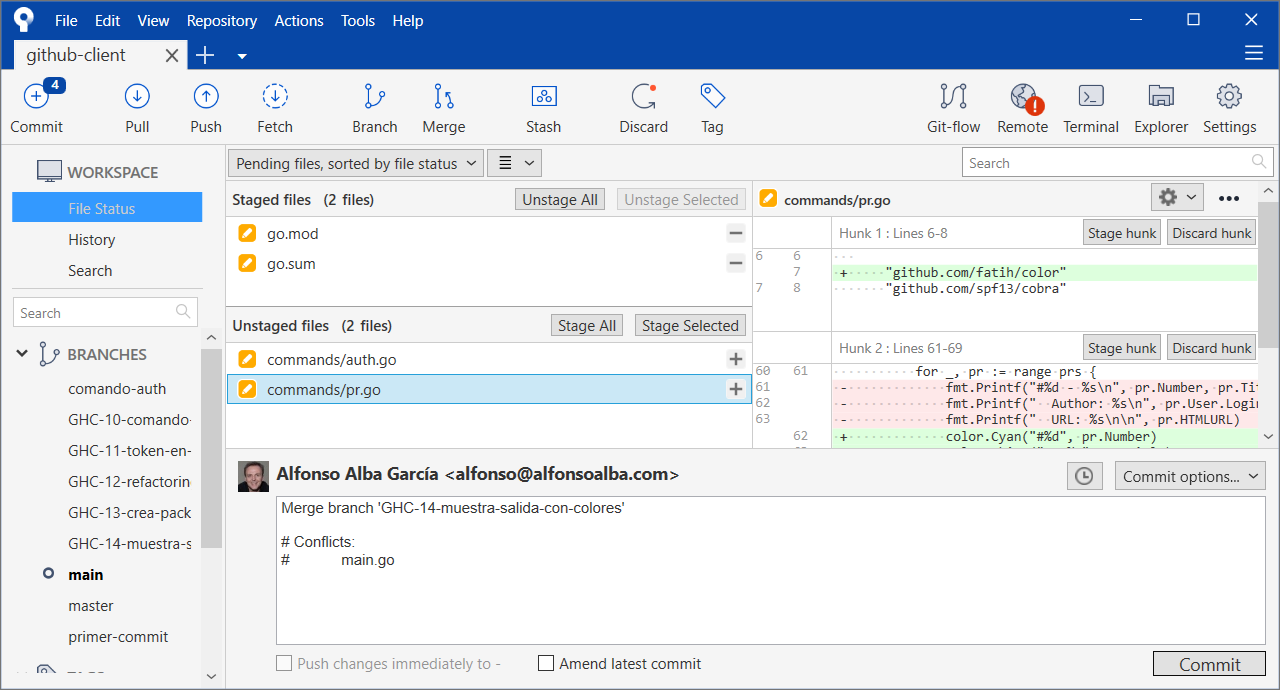 File Edit View Repository Actions Tools Help
github-client
4
Commit Pull Push Fetch Branch Merge Stash Discard Tag Git-flow Remote Terminal Explorer Settings
WORKSPACE
File Status
History
Search
Search
BRANCHES
comando-auth
GHC-10-comando-
GHC-11-token-en-
GHC-12-refactorin
GHC-13-crea-pack
GHC-14-muestra-s
main
master
primer-commit
Pending files, sorted by file status
Search
Staged files (2 files) Unstage All Unstage Selected
go.mod
go.sum
Unstaged files (2 files) Stage All Stage Selected
commands/auth.go
commands/pr.go
commands/pr.go
Hunk 1 : Lines 6-8 Stage hunk Discard hunk
6 6
7 + "github.com/fatih/color"
7 8 "github.com/spf13/cobra"
Hunk 2 : Lines 61-69 Stage hunk Discard hunk
60 61 for _, pr := range prs {
61 - fmt.Printf("#%d - %s\n", pr.Number, pr.Tit
62 - fmt.Printf("  Author: %s\n", pr.User.Login
63 - fmt.Printf("  URL: %s\n\n", pr.HTMLURL)
62 + color.Cyan("#%d", pr.Number)
Alfonso Alba García <alfonso@alfonsoalba.com>
Commit options...
Merge branch 'GHC-14-muestra-salida-con-colores'
# Conflicts:
# main.go
Push changes immediately to -
Amend latest commit
Commit